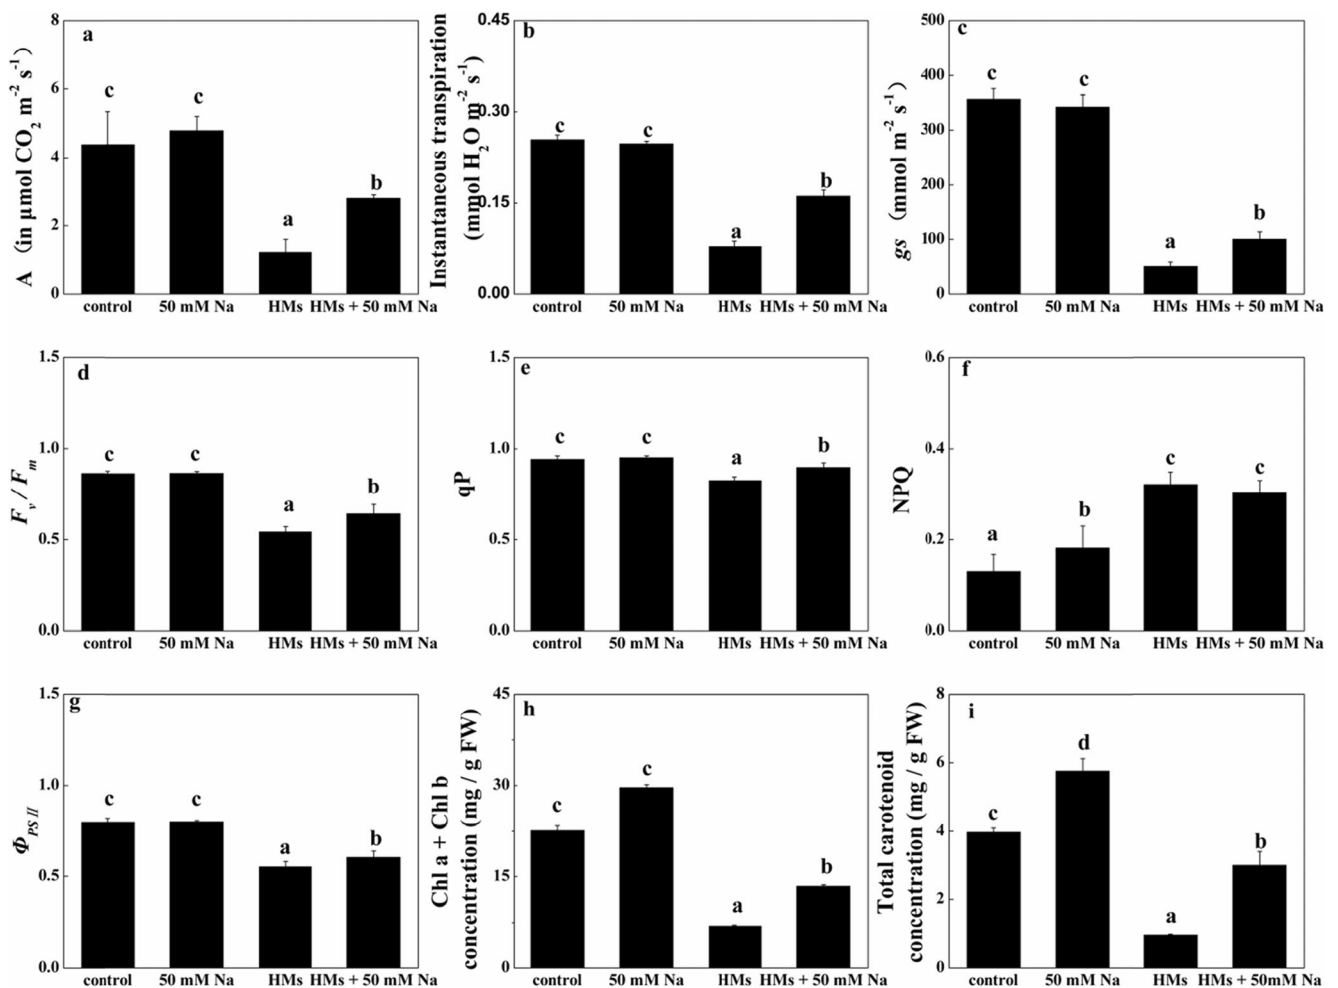 a
A (in μmol CO₂ m⁻² s⁻¹)
8
6
4
2
0
c
c
a
b
control 50 mM Na HMs HMs + 50 mM Na
b
Instantaneous transpiration
(mmol H₂O m⁻² s⁻¹)
0.45
0.30
0.15
0.00
c
c
a
b
control 50 mM Na HMs HMs + 50 mM Na
c
gs (mmol m⁻² s⁻¹)
500
400
300
200
100
0
c
c
a
b
control 50 mM Na HMs HMs + 50 mM Na
d
Fv / Fm
1.5
1.0
0.5
0.0
c
c
a
b
control 50 mM Na HMs HMs + 50 mM Na
e
qP
1.5
1.0
0.5
0.0
c
c
a
b
control 50 mM Na HMs HMs + 50 mM Na
f
NPQ
0.6
0.4
0.2
0.0
a
b
c
c
control 50 mM Na HMs HMs + 50 mM Na
g
Φ PS II
1.5
1.0
0.5
0.0
c
c
a
b
control 50 mM Na HMs HMs + 50 mM Na
h
Chl a + Chl b
concentration (mg / g FW)
45
30
15
0
c
c
a
b
control 50 mM Na HMs HMs + 50 mM Na
i
Total carotenoid
concentration (mg / g FW)
8
6
4
2
0
c
d
a
b
control 50 mM Na HMs HMs + 50mM Na